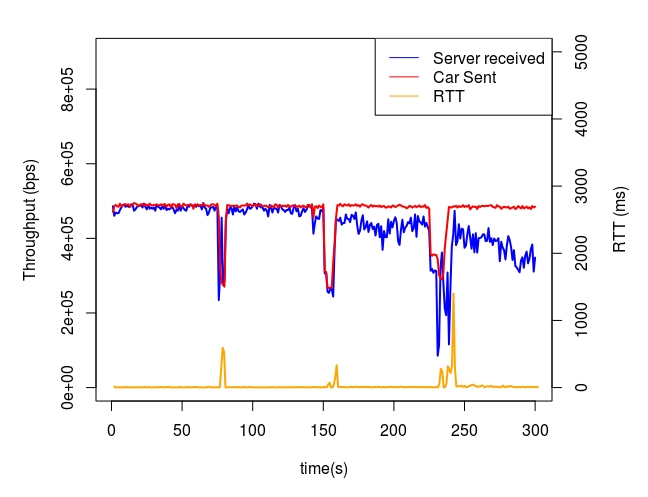 Server received
Car Sent
RTT
Throughput (bps)
0e+00 2e+05 4e+05 6e+05 8e+05
RTT (ms)
0 1000 2000 3000 4000 5000
0 50 100 150 200 250 300
time(s)